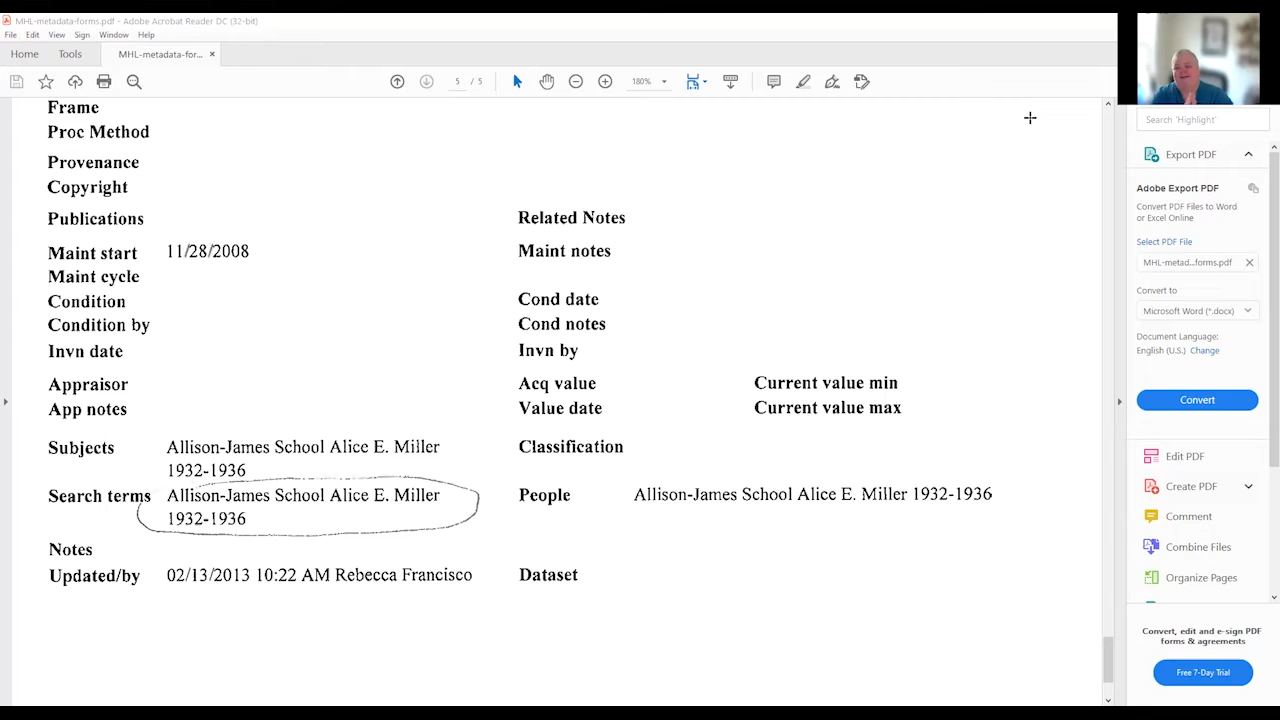 MHL-metadata-forms.pdf - Adobe Acrobat Reader DC (32-bit)
File Edit View Sign Window Help
Home Tools MHL-metadata-for... ×
5 / 5 180%
Frame
Proc Method
Provenance
Copyright
Publications Related Notes
Maint start 11/28/2008 Maint notes
Maint cycle
Condition Cond date
Condition by Cond notes
Invn date Invn by
Appraisor Acq value Current value min
App notes Value date Current value max
Subjects Allison-James School Alice E. Miller Classification
1932-1936
Search terms Allison-James School Alice E. Miller People Allison-James School Alice E. Miller 1932-1936
1932-1936
Notes
Updated/by 02/13/2013 10:22 AM Rebecca Francisco Dataset
Search 'Highlight'
Export PDF
Adobe Export PDF
Convert PDF Files to Word
or Excel Online
Select PDF File
MHL-metad...forms.pdf
Convert to
Microsoft Word (*.docx)
Document Language:
English (U.S.) Change
Convert
Edit PDF
Create PDF
Comment
Combine Files
Organize Pages
Convert, edit and e-sign PDF
forms & agreements
Free 7-Day Trial